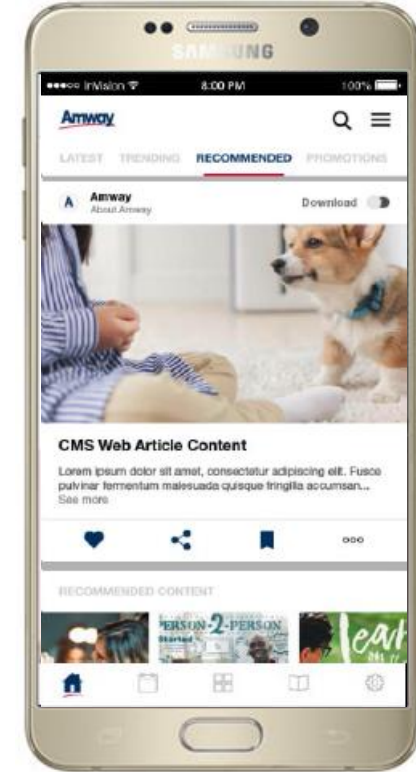 SAMSUNG
InVision 8:00 PM 100%
Amway
LATEST TRENDING RECOMMENDED PROMOTIONS
A Amway Download
About Amway
CMS Web Article Content
Lorem ipsum dolor sit amet, consectetur adipiscing elit. Fusce
pulvinar fermentum malesuada quisque fringilla accumsan...
See more
RECOMMENDED CONTENT
PERSON-2-PERSON
Started